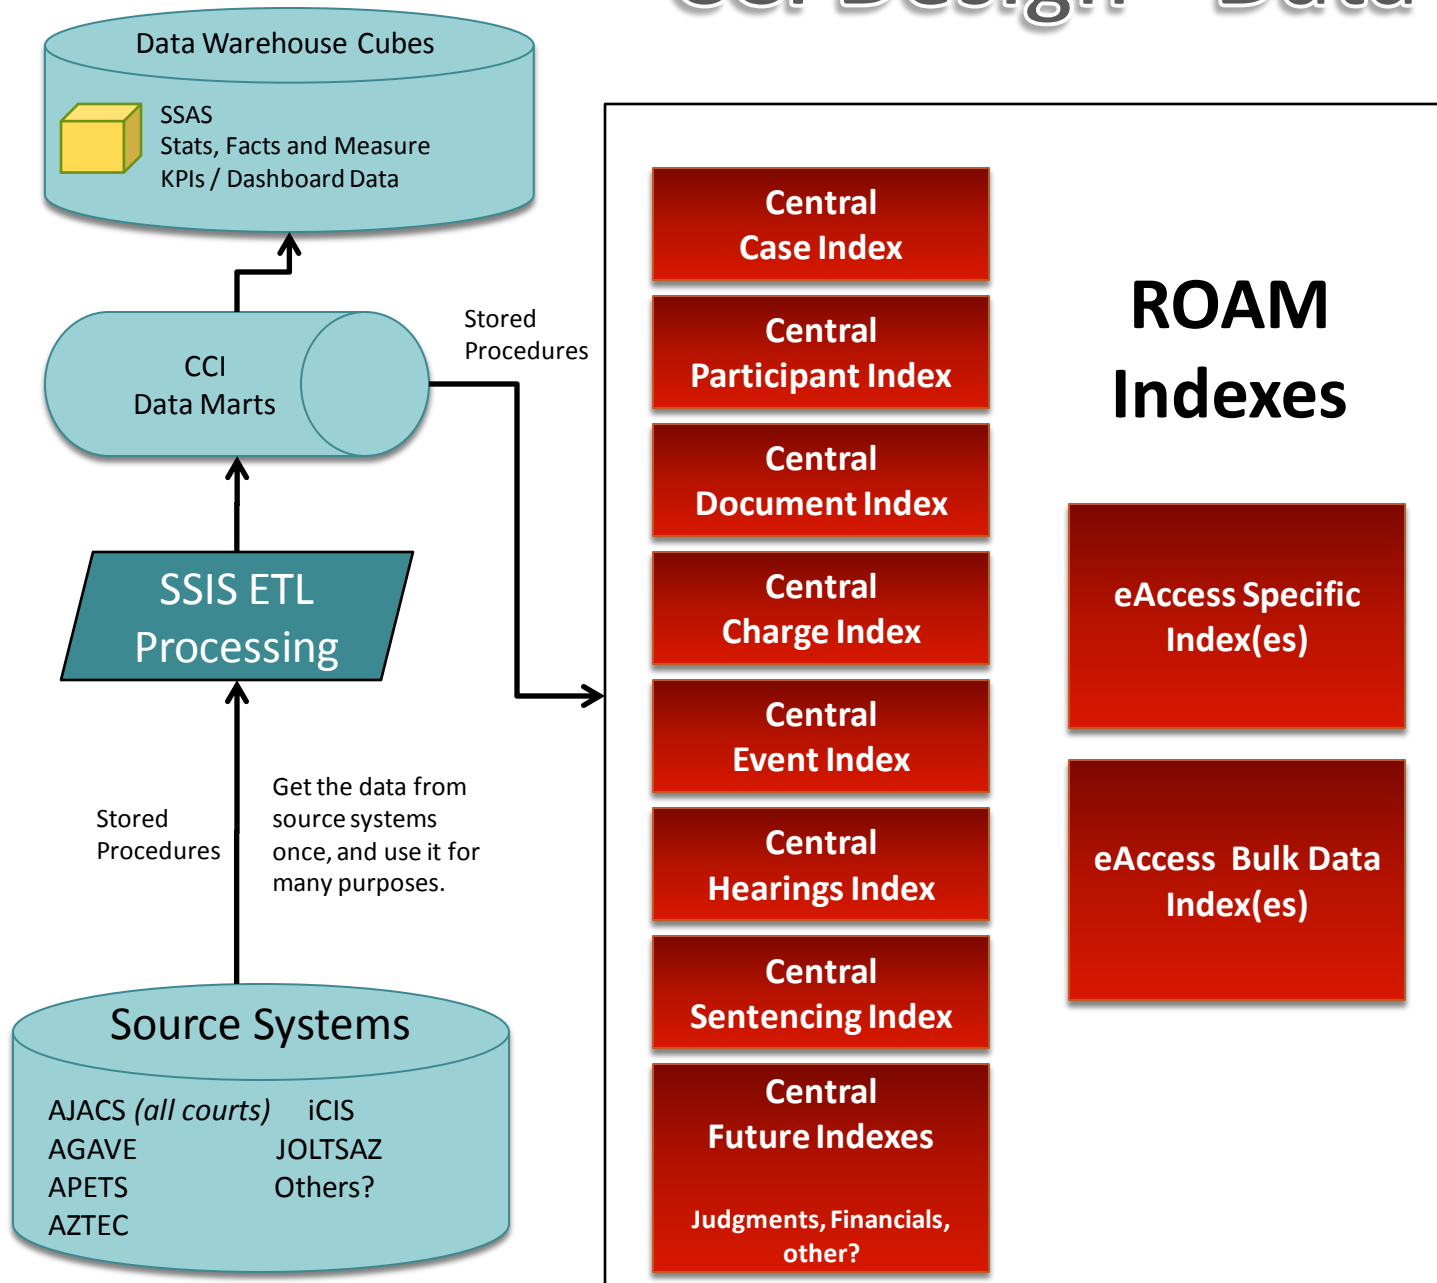 CCI Design – Data
Data Warehouse Cubes
SSAS
Stats, Facts and Measure
KPIs / Dashboard Data
Stored
Procedures
CCI
Data Marts
SSIS ETL
Processing
Stored
Procedures
Get the data from
source systems
once, and use it for
many purposes.
Source Systems
AJACS (all courts) iCIS
AGAVE JOLTSAZ
APETS Others?
AZTEC
Central
Case Index
Central
Participant Index
Central
Document Index
Central
Charge Index
Central
Event Index
Central
Hearings Index
Central
Sentencing Index
Central
Future Indexes
Judgments, Financials,
other?
ROAM
Indexes
eAccess Specific
Index(es)
eAccess Bulk Data
Index(es)